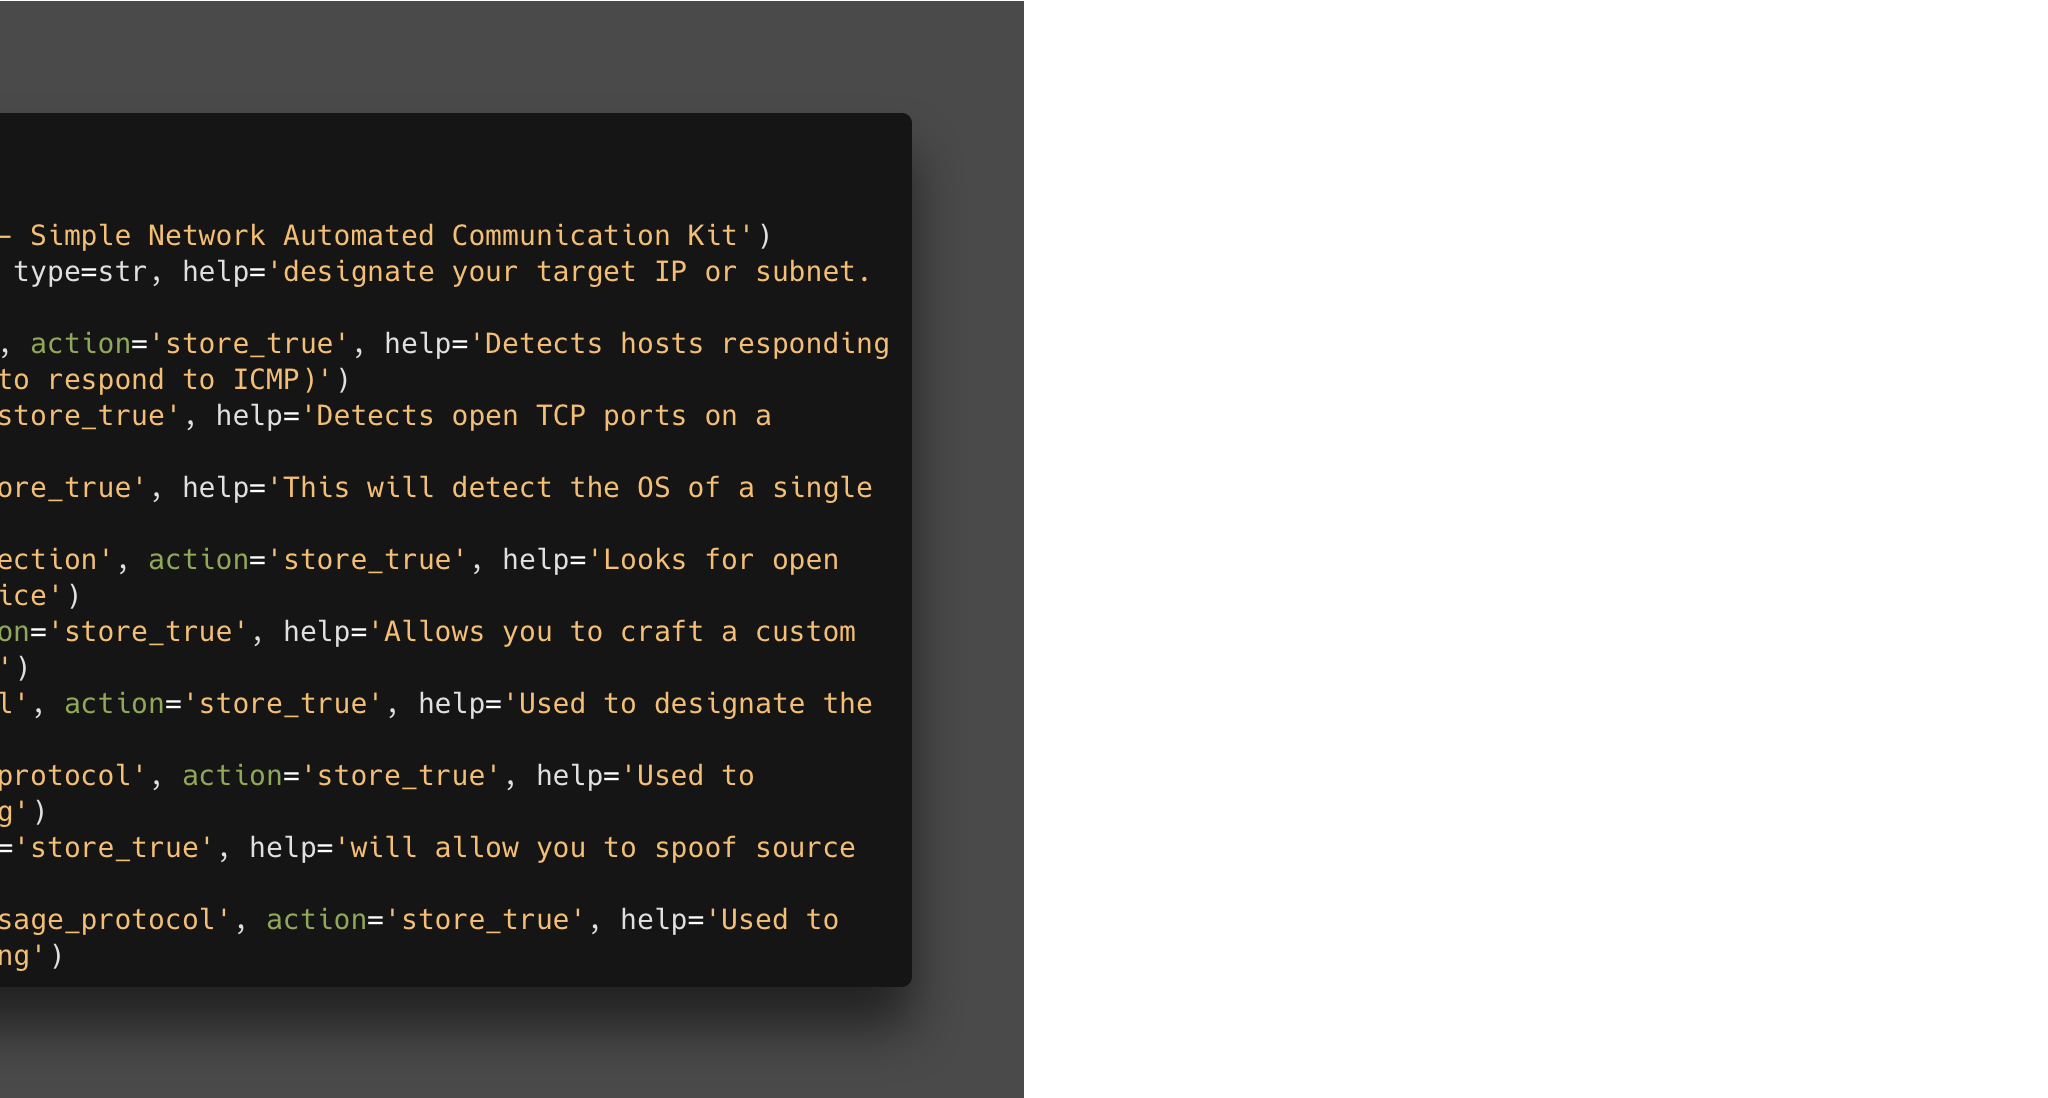 - Simple Network Automated Communication Kit')
type=str, help='designate your target IP or subnet.
, action='store_true', help='Detects hosts responding
to respond to ICMP)')
store_true', help='Detects open TCP ports on a
ore_true', help='This will detect the OS of a single
ection', action='store_true', help='Looks for open
ice')
on='store_true', help='Allows you to craft a custom
')
l', action='store_true', help='Used to designate the
protocol', action='store_true', help='Used to
g')
='store_true', help='will allow you to spoof source
sage_protocol', action='store_true', help='Used to
ng')